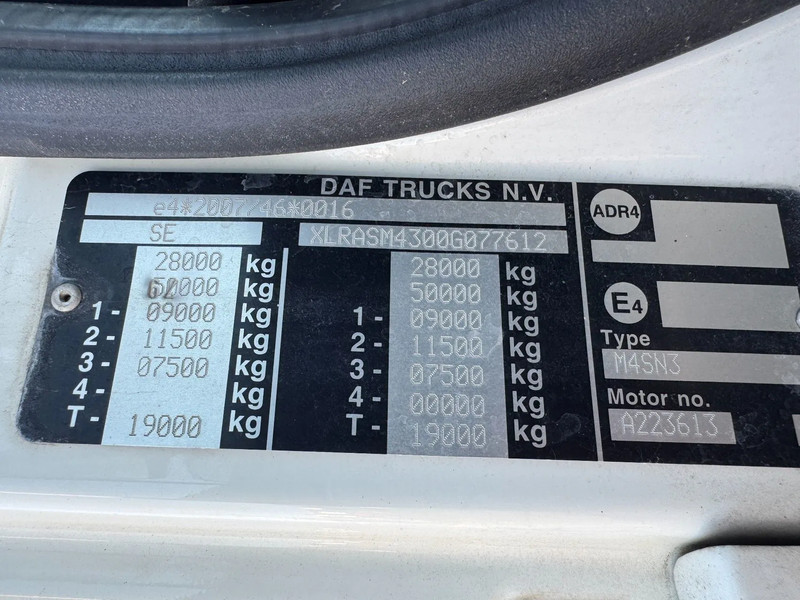 DAF TRUCKS N.V.
e4*2007/46*0016
SE XLRASM4300G077612
28000 kg 28000 kg
kg 50000 kg
1- 09000 kg 1- 09000 kg
2- 11500 kg 2- 11500 kg
3- 07500 kg 3- 07500 kg
4- kg 4- 00000 kg
T- 19000 kg T- 19000 kg
ADR4
E4
Type
M4SN3
Motor no.
A223613